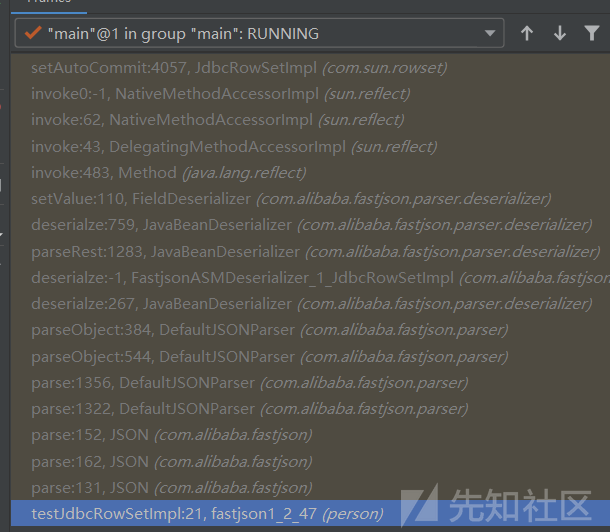 "main"@1 in group "main": RUNNING
setAutoCommit:4057, JdbcRowSetImpl (com.sun.rowset)
invoke0:-1, NativeMethodAccessorImpl (sun.reflect)
invoke:62, NativeMethodAccessorImpl (sun.reflect)
invoke:43, DelegatingMethodAccessorImpl (sun.reflect)
invoke:483, Method (java.lang.reflect)
setValue:110, FieldDeserializer (com.alibaba.fastjson.parser.deserializer)
deserialze:759, JavaBeanDeserializer (com.alibaba.fastjson.parser.deserializer)
parseRest:1283, JavaBeanDeserializer (com.alibaba.fastjson.parser.deserializer)
deserialze:-1, FastjsonASMDeserializer_1_JdbcRowSetImpl (com.alibaba.fastjson
deserialze:267, JavaBeanDeserializer (com.alibaba.fastjson.parser.deserializer)
parseObject:384, DefaultJSONParser (com.alibaba.fastjson.parser)
parseObject:544, DefaultJSONParser (com.alibaba.fastjson.parser)
parse:1356, DefaultJSONParser (com.alibaba.fastjson.parser)
parse:1322, DefaultJSONParser (com.alibaba.fastjson.parser)
parse:152, JSON (com.alibaba.fastjson)
parse:162, JSON (com.alibaba.fastjson)
parse:131, JSON (com.alibaba.fastjson)
testJdbcRowSetImpl:21, fastjson1_2_47 (person)
先知社区